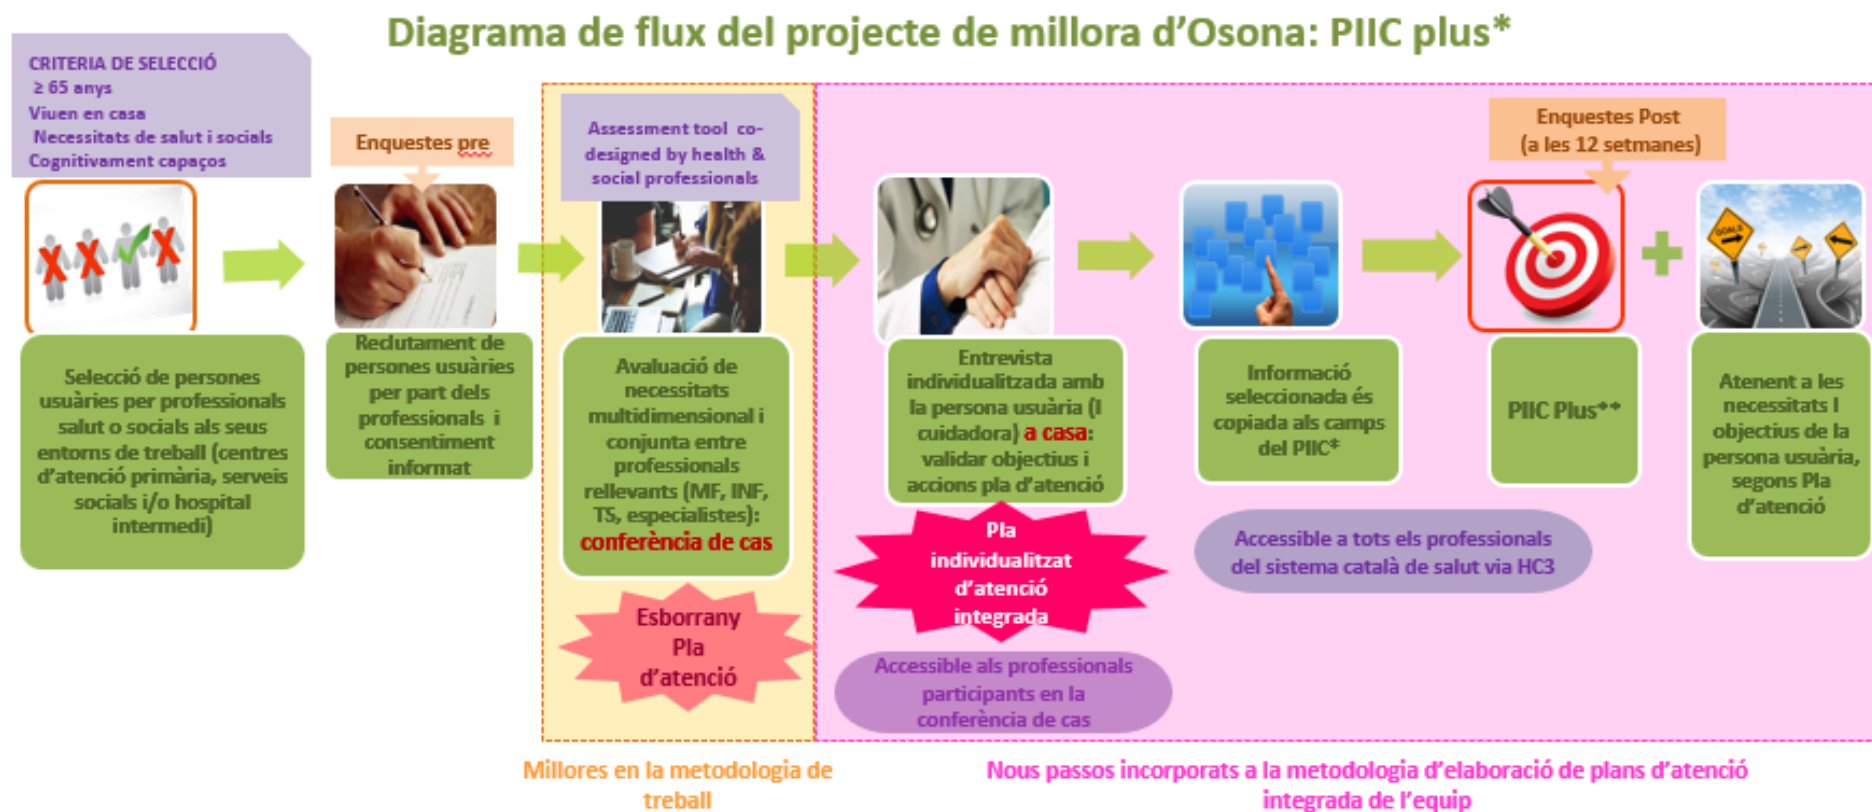 Diagrama de flux del projecte de millora d'Osona: PIIC plus*
CRITERIA DE SELECCIÓ
≥ 65 anys
Viuen en casa
Necessitats de salut i socials
Cognitivament capaços
Selecció de persones
usuàries per professionals
salut o socials als seus
entorns de treball (centres
d'atenció primària, serveis
socials i/o hospital
intermedi)
Enquestes pre
Reclutament de
persones usuàries
per part dels
professionals i
consentiment
informat
Assessment tool co-
designed by health &
social professionals
Avaluació de
necessitats
multidimensional i
conjunta entre
professionals
rellevants (MF, INF,
TS, especialistes):
conferència de cas
Esborrany
Pla
d'atenció
Millores en la metodologia de
treball
Entrevista
individualitzada amb
la persona usuària (I
cuidadora) a casa:
validar objectius i
accions pla d'atenció
Pla
individualitzat
d'atenció
integrada
Accessible als professionals
participants en la
conferència de cas
Informació
seleccionada és
copiada als camps
del PIIC*
Accessible a tots els professionals
del sistema català de salut via HC3
Enquestes Post
(a les 12 setmanes)
PIIC Plus**
GOALS
Atenent a les
necessitats I
objectius de la
persona usuària,
segons Pla
d'atenció
Nous passos incorporats a la metodologia d'elaboració de plans d'atenció
integrada de l'equip